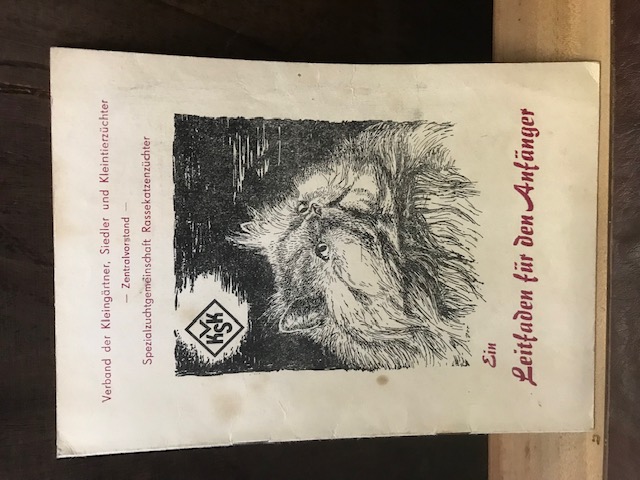 Verband der Kleingärtner, Siedler und Kleintierzüchter
— Zentralvorstand —
Spezialzuchtgemeinschaft Rassekatzenzüchter
VKSK
Ein
Leitfaden für den Anfänger